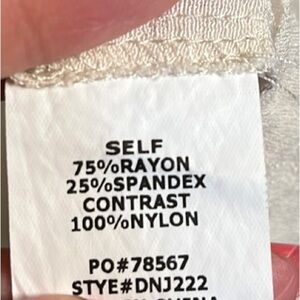 SELF
75%RAYON
25%SPANDEX
CONTRAST
100%NYLON
PO#78567
STYE#DNJ222